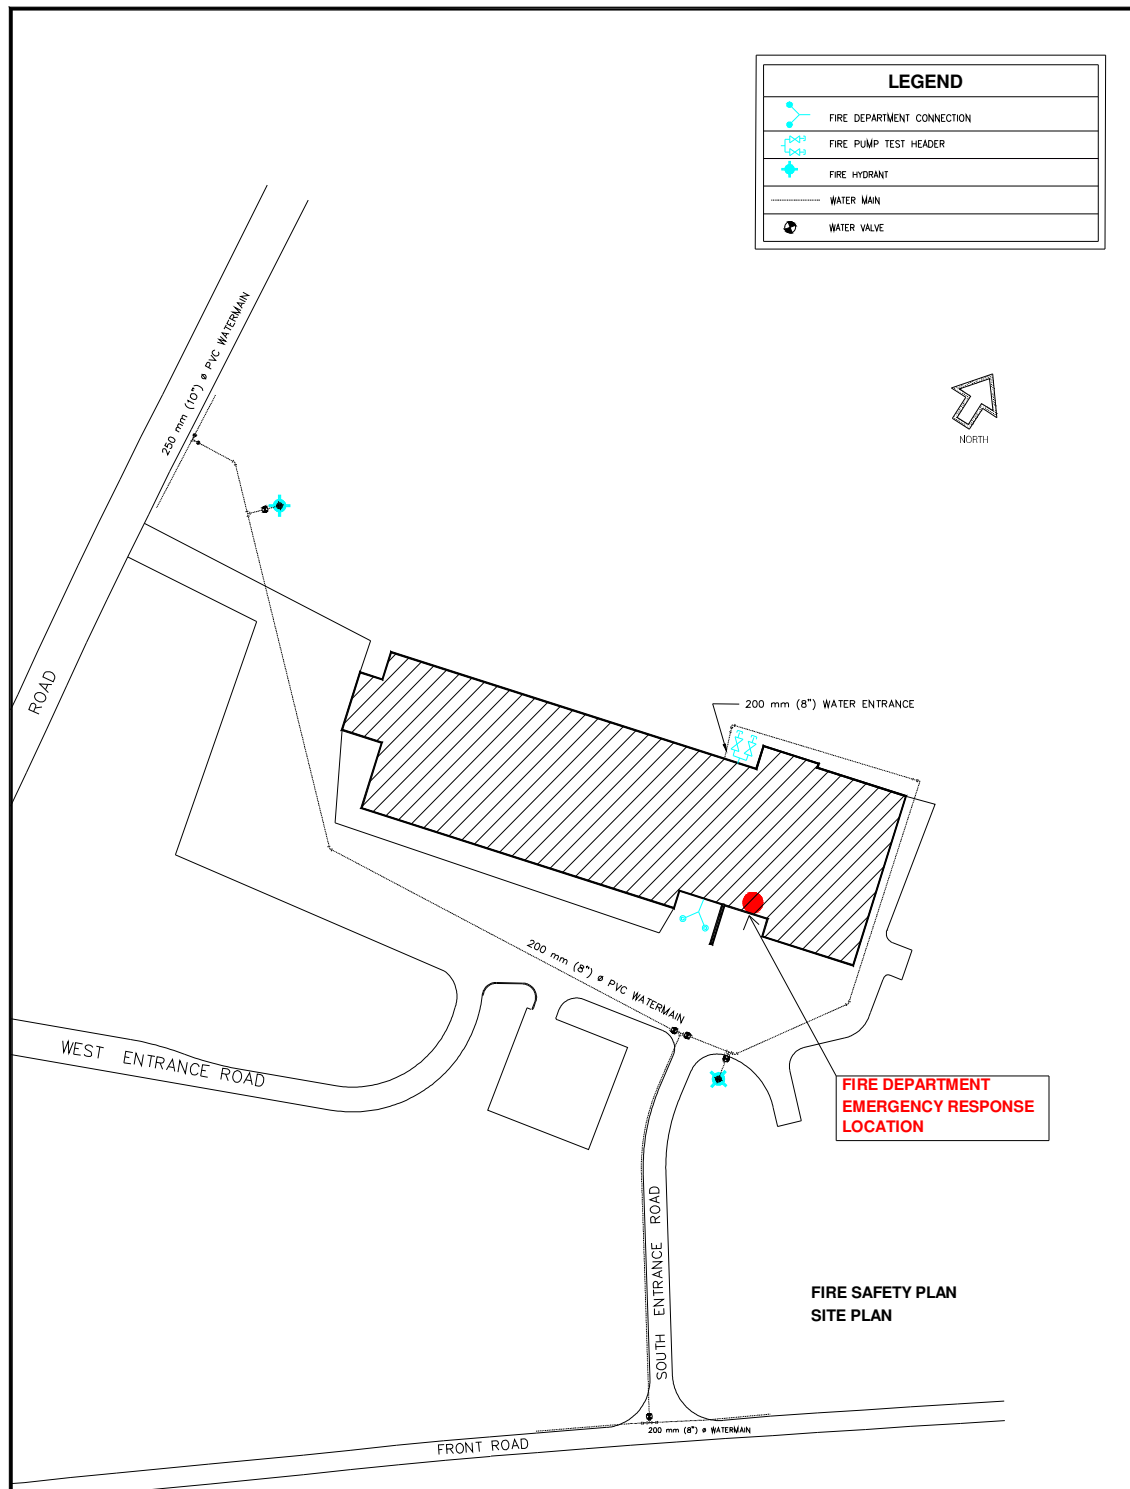 LEGEND
FIRE DEPARTMENT CONNECTION
FIRE PUMP TEST HEADER
FIRE HYDRANT
WATER MAIN
WATER VALVE
250 mm (10") ø PVC WATERMAIN
NORTH
ROAD
200 mm (8") WATER ENTRANCE
200 mm (8") ø PVC WATERMAIN
WEST ENTRANCE ROAD
FIRE DEPARTMENT
EMERGENCY RESPONSE
LOCATION
SOUTH ENTRANCE ROAD
FIRE SAFETY PLAN
SITE PLAN
200 mm (8") ø WATERMAIN
FRONT ROAD